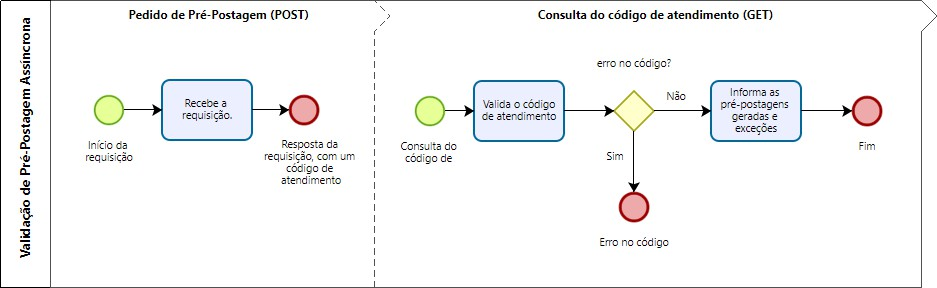 Validação de Pré-Postagem Assíncrona
Pedido de Pré-Postagem (POST)
Início da
requisição
Recebe a
requisição.
Resposta da
requisição, com um
código de
atendimento
Consulta do código de atendimento (GET)
Consulta do
código de
Valida o código
de atendimento
erro no código?
Não
Sim
Erro no código
Informa as
pré-postagens
geradas e
exceções
Fim